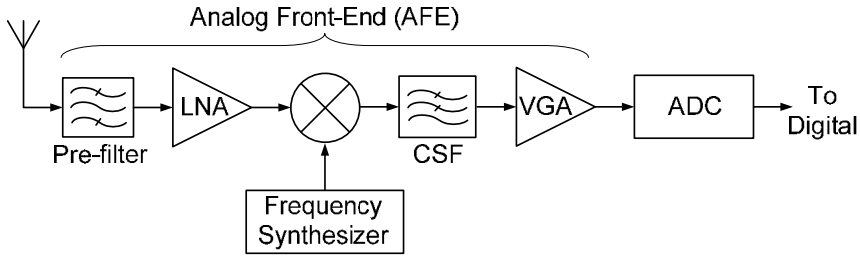 Analog Front-End (AFE)
LNA
VGA
ADC
To
Digital
Pre-filter
CSF
Frequency
Synthesizer